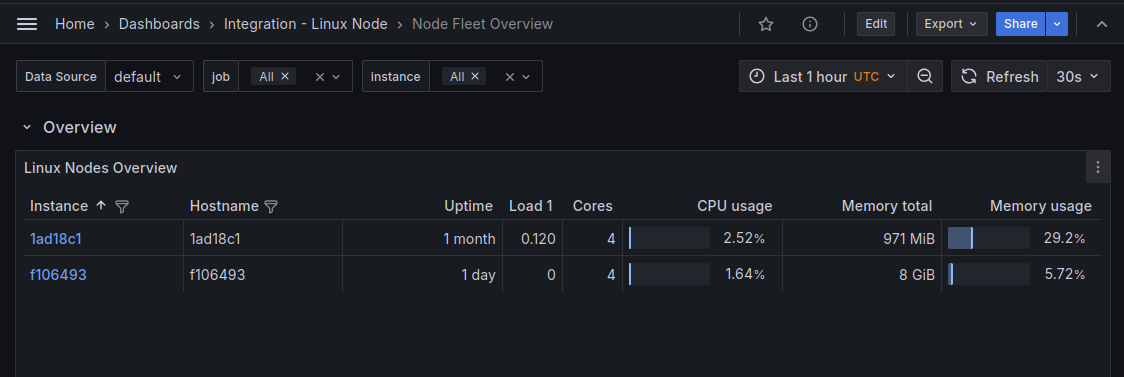 Home > Dashboards > Integration - Linux Node > Node Fleet Overview Edit Export Share
Data Source default job All × × instance All × × Last 1 hour UTC Refresh 30s
Overview
Linux Nodes Overview
Instance ↑ Hostname Uptime Load 1 Cores CPU usage Memory total Memory usage
1ad18c1 1ad18c1 1 month 0.120 4 2.52% 971 MiB 29.2%
f106493 f106493 1 day 0 4 1.64% 8 GiB 5.72%